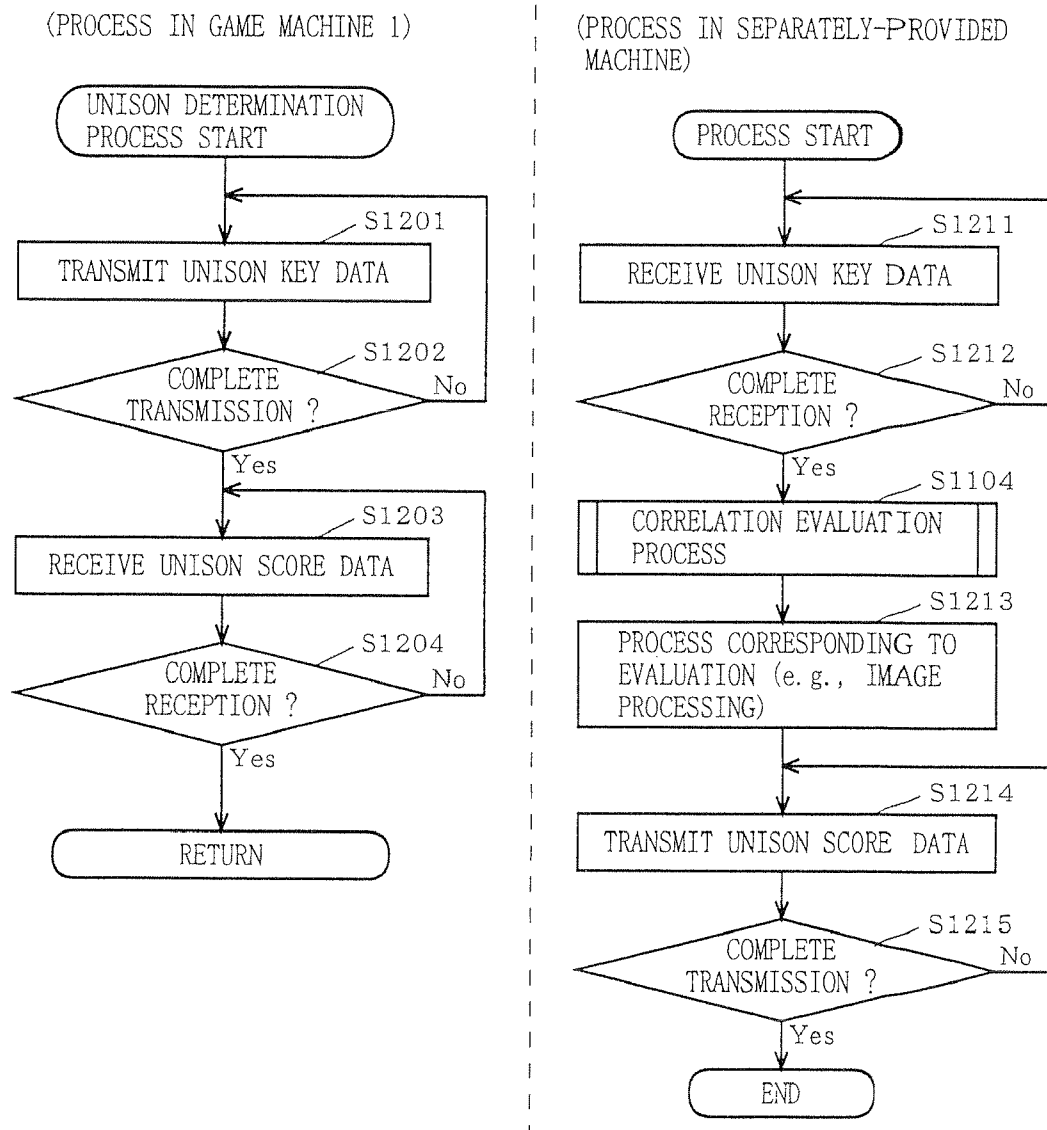 (PROCESS IN GAME MACHINE 1)
UNISON DETERMINATION
PROCESS START
S1201
TRANSMIT UNISON KEY DATA
S1202
COMPLETE
TRANSMISSION ?
No
Yes
S1203
RECEIVE UNISON SCORE DATA
S1204
COMPLETE
RECEPTION ?
No
Yes
RETURN
(PROCESS IN SEPARATELY-PROVIDED
MACHINE)
PROCESS START
S1211
RECEIVE UNISON KEY DATA
S1212
COMPLETE
RECEPTION ?
No
Yes
S1104
CORRELATION EVALUATION
PROCESS
S1213
PROCESS CORRESPONDING TO
EVALUATION (e.g., IMAGE
PROCESSING)
S1214
TRANSMIT UNISON SCORE DATA
S1215
COMPLETE
TRANSMISSION ?
No
Yes
END